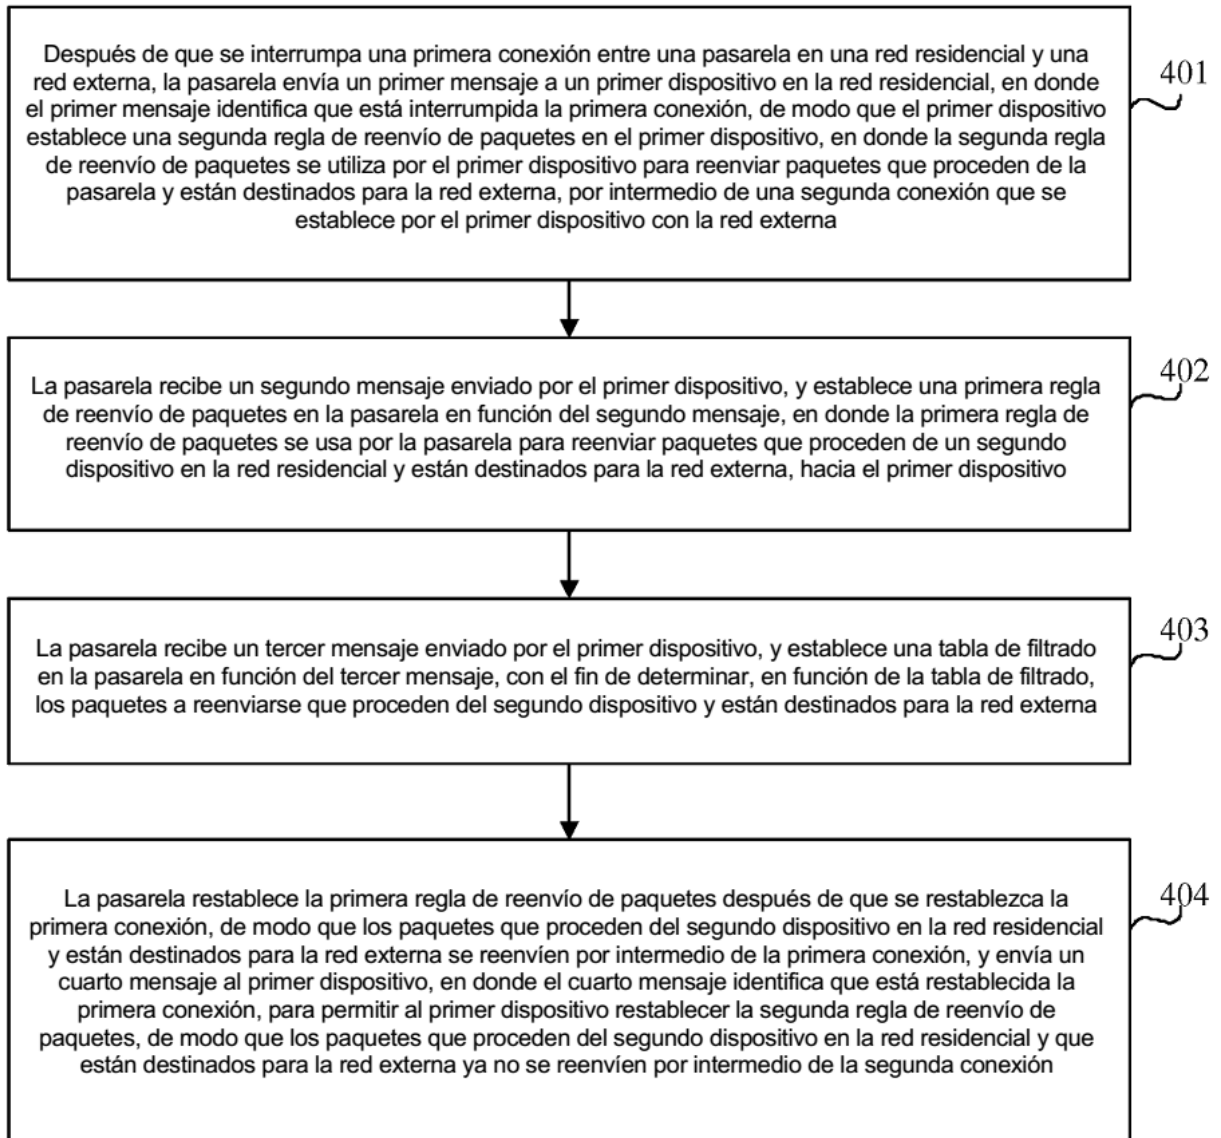 Después de que se interrumpa una primera conexión entre una pasarela en una red residencial y una
red externa, la pasarela envía un primer mensaje a un primer dispositivo en la red residencial, en donde
el primer mensaje identifica que está interrumpida la primera conexión, de modo que el primer dispositivo
establece una segunda regla de reenvío de paquetes en el primer dispositivo, en donde la segunda regla
de reenvío de paquetes se utiliza por el primer dispositivo para reenviar paquetes que proceden de la
pasarela y están destinados para la red externa, por intermedio de una segunda conexión que se
establece por el primer dispositivo con la red externa
401
La pasarela recibe un segundo mensaje enviado por el primer dispositivo, y establece una primera regla
de reenvío de paquetes en la pasarela en función del segundo mensaje, en donde la primera regla de
reenvío de paquetes se usa por la pasarela para reenviar paquetes que proceden de un segundo
dispositivo en la red residencial y están destinados para la red externa, hacia el primer dispositivo
402
La pasarela recibe un tercer mensaje enviado por el primer dispositivo, y establece una tabla de filtrado
en la pasarela en función del tercer mensaje, con el fin de determinar, en función de la tabla de filtrado,
los paquetes a reenviarse que proceden del segundo dispositivo y están destinados para la red externa
403
La pasarela restablece la primera regla de reenvío de paquetes después de que se restablezca la
primera conexión, de modo que los paquetes que proceden del segundo dispositivo en la red residencial
y están destinados para la red externa se reenvíen por intermedio de la primera conexión, y envía un
cuarto mensaje al primer dispositivo, en donde el cuarto mensaje identifica que está restablecida la
primera conexión, para permitir al primer dispositivo restablecer la segunda regla de reenvío de
paquetes, de modo que los paquetes que proceden del segundo dispositivo en la red residencial y que
están destinados para la red externa ya no se reenvíen por intermedio de la segunda conexión
404